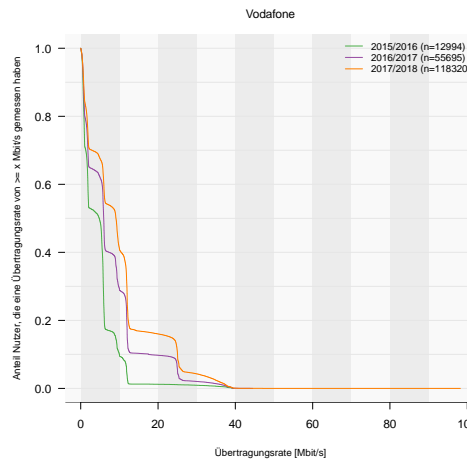 Vodafone
2015/2016 (n=12994)
2016/2017 (n=55695)
2017/2018 (n=118320
1.0
0.8
0.6
0.4
0.2
0.0
Anteil Nutzer, die eine Übertragungsrate von >= x Mbit/s gemessen haben
0 20 40 60 80 100
Übertragungsrate [Mbit/s]